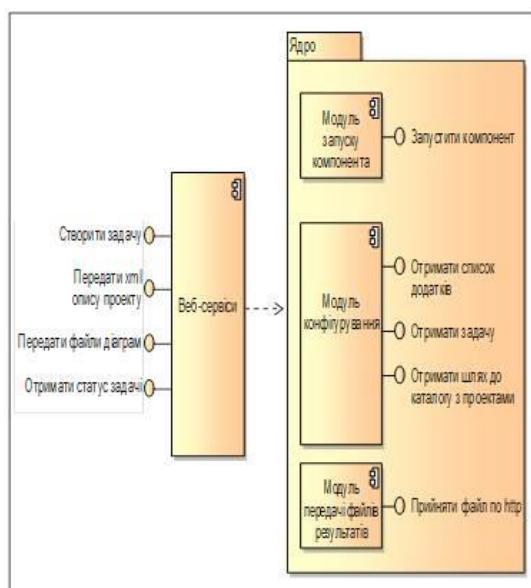 Ядро
Модуль
запуску
компонента
Запустити компонент
Створити задачу
Передати xml
опису проекту
Передати файли діаграм
Отримати статус задачі
Веб-сервіси
Модуль
конфігурування
Отримати список
додатків
Отримати задачу
Отримати шлях до
каталогу з проектами
Модуль
передачі файлів
результатів
Прийняти файл по http